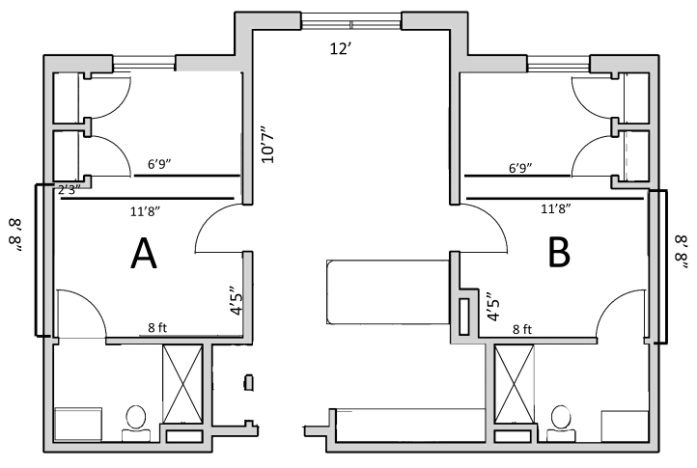 12’
10’7”
6’9”
6’9”
2’3”
11’8”
11’8”
8’ 8”
8’ 8”
A
B
4’5”
4’5”
8 ft
8 ft